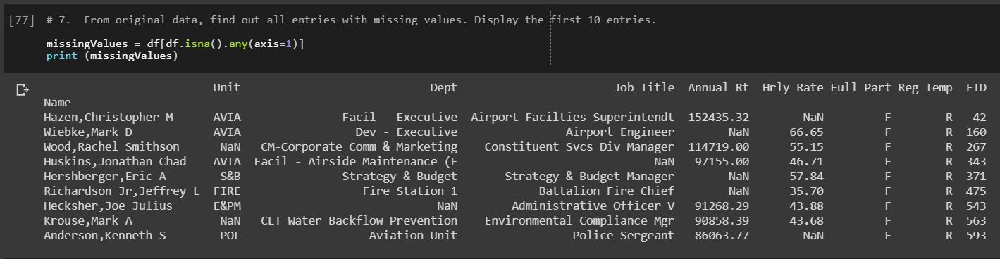 [77] # 7.  From original data, find out all entries with missing values. Display the first 10 entries.
missingValues = df[df.isna().any(axis=1)]
print (missingValues)
Unit Dept Job_Title Annual_Rt Hrly_Rate Full_Part Reg_Temp FID
Name
Hazen,Christopher M AVIA Facil - Executive Airport Facilties Superintendt 152435.32 NaN F R 42
Wiebke,Mark D AVIA Dev - Executive Airport Engineer NaN 66.65 F R 160
Wood,Rachel Smithson NaN CM-Corporate Comm & Marketing Constituent Svcs Div Manager 114719.00 55.15 F R 267
Huskins,Jonathan Chad AVIA Facil - Airside Maintenance (F NaN 97155.00 46.71 F R 343
Hershberger,Eric A S&B Strategy & Budget Strategy & Budget Manager NaN 57.84 F R 371
Richardson Jr,Jeffrey L FIRE Fire Station 1 Battalion Fire Chief NaN 35.70 F R 475
Hecksher,Joe Julius E&PM NaN Administrative Officer V 91268.29 43.88 F R 543
Krouse,Mark A NaN CLT Water Backflow Prevention Environmental Compliance Mgr 90858.39 43.68 F R 563
Anderson,Kenneth S POL Aviation Unit Police Sergeant 86063.77 NaN F R 593